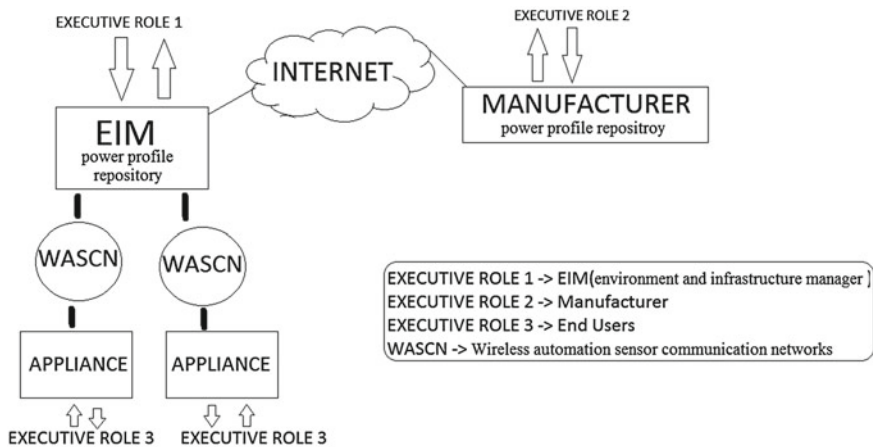 EXECUTIVE ROLE 1
EXECUTIVE ROLE 2
INTERNET
EIM
power profile
repository
MANUFACTURER
power profile repositroy
WASCN
WASCN
APPLIANCE
APPLIANCE
EXECUTIVE ROLE 3
EXECUTIVE ROLE 3
EXECUTIVE ROLE 1 -> EIM(environment and infrastructure manager )
EXECUTIVE ROLE 2 -> Manufacturer
EXECUTIVE ROLE 3 -> End Users
WASCN -> Wireless automation sensor communication networks